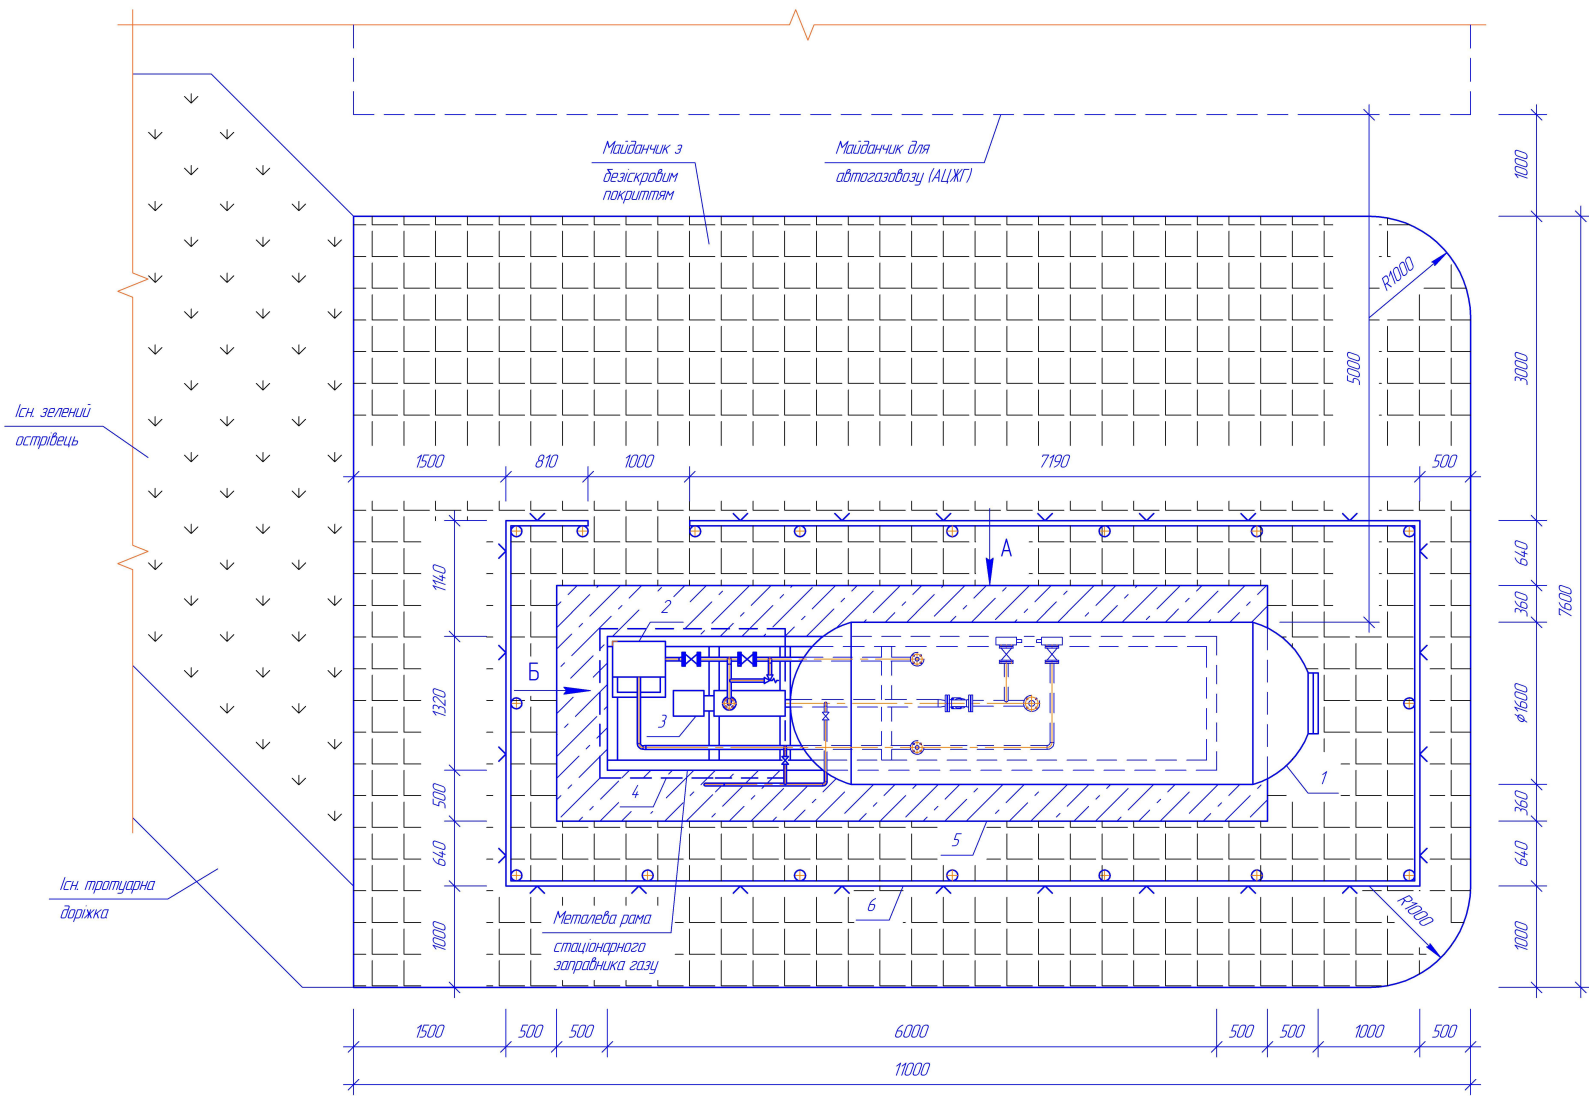 Майданчик з
безіскровим
покриттям
Майданчик для
автогазовозу (АЦЖГ)
1000
R1000
5000
3000
7600
Існ. зелений
острівець
1500
810
1000
7190
500
А
640
1140
360
2
Б
3
1320
ϕ1600
1
4
500
360
5
640
640
6
Існ. тротуарна
доріжка
Металева рама
стаціонарного
заправника газу
1000
R1000
1000
1500
500
500
6000
500
500
1000
500
11000